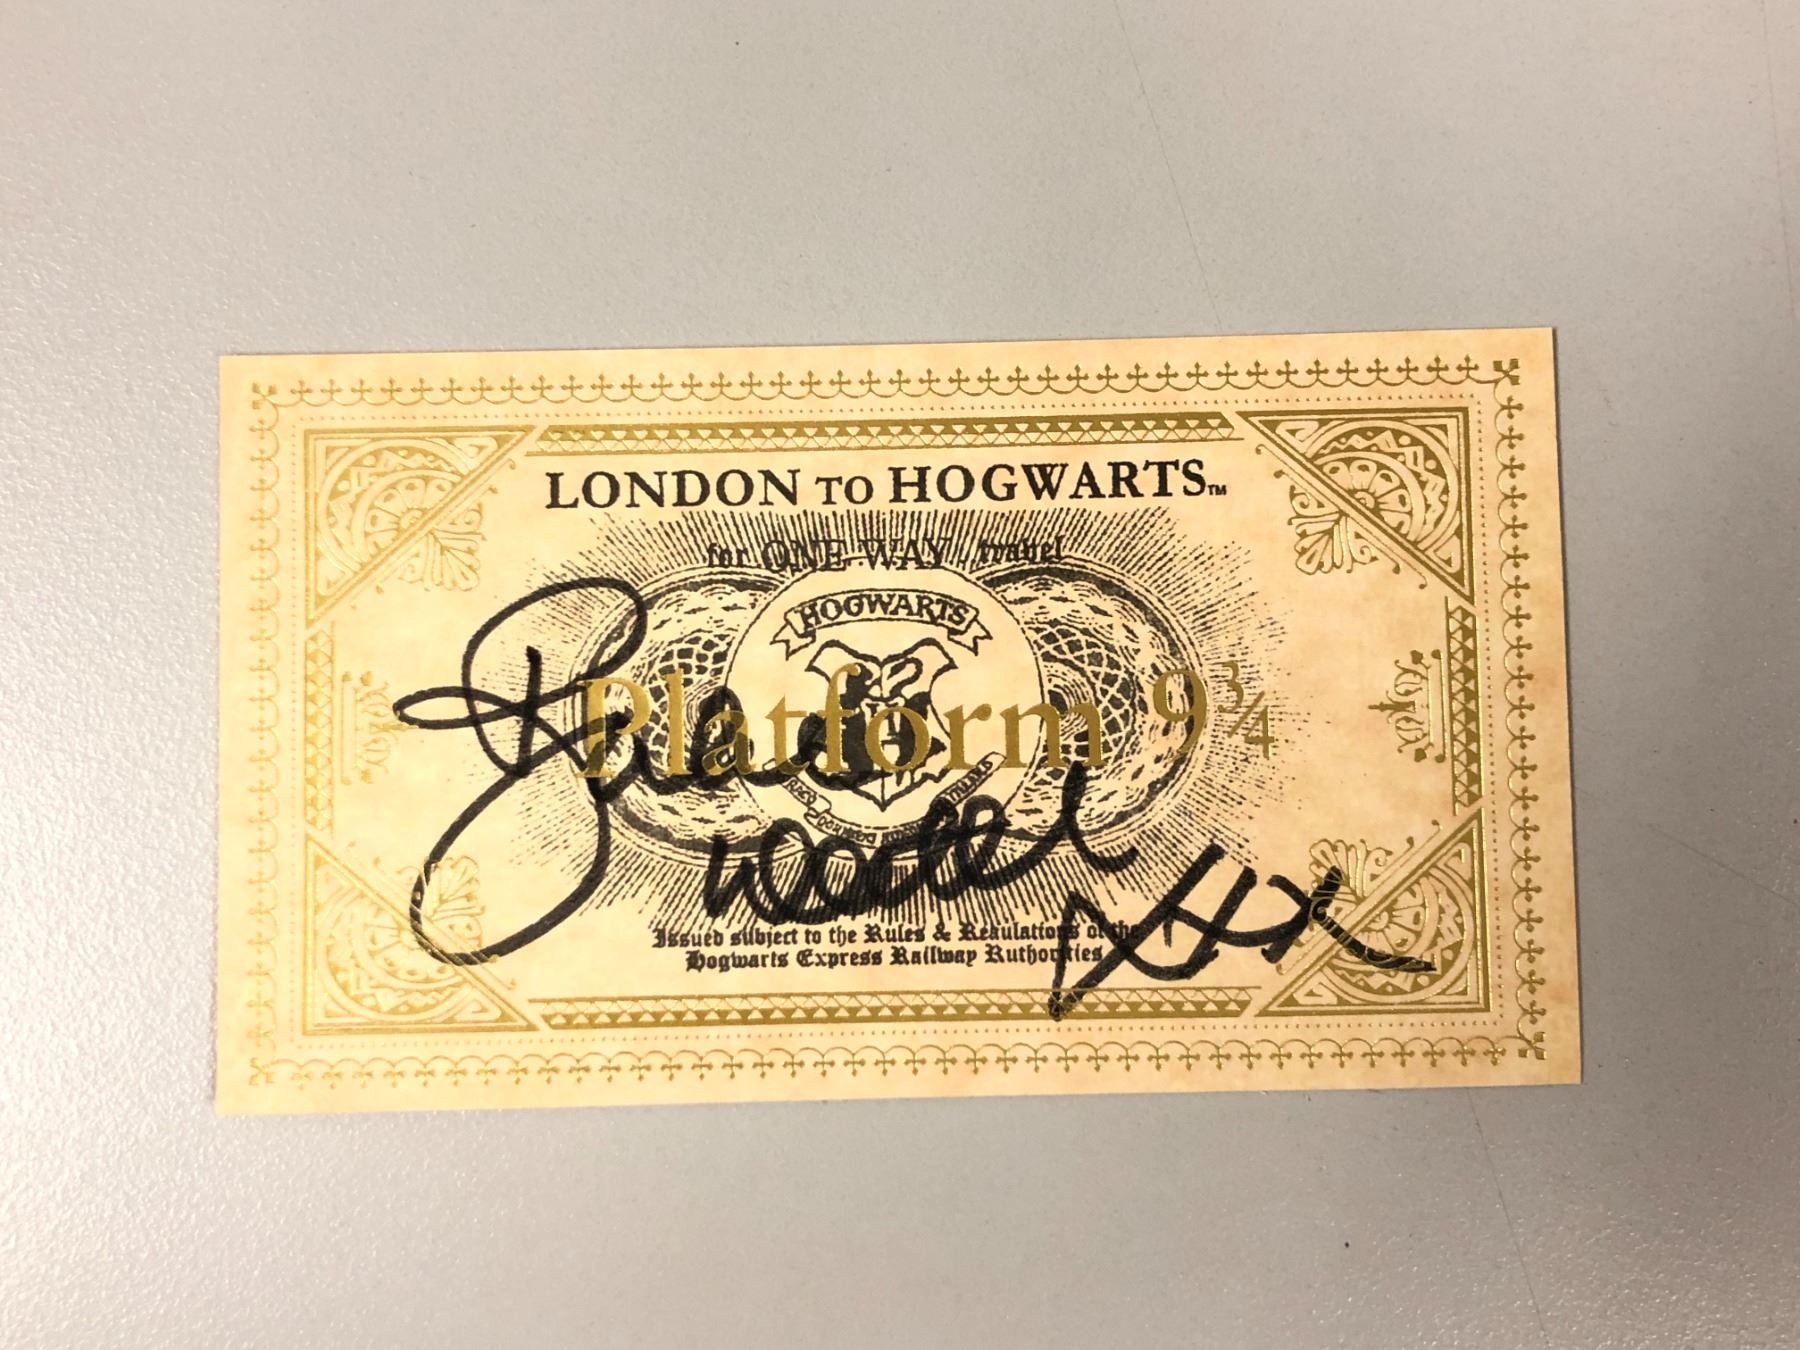 LONDON TO HOGWARTS™
for ONE WAY travel
HOGWARTS
Platform 9¾
Issued subject to the Rules & Regulations of the
Hogwarts Express Railway Authorities